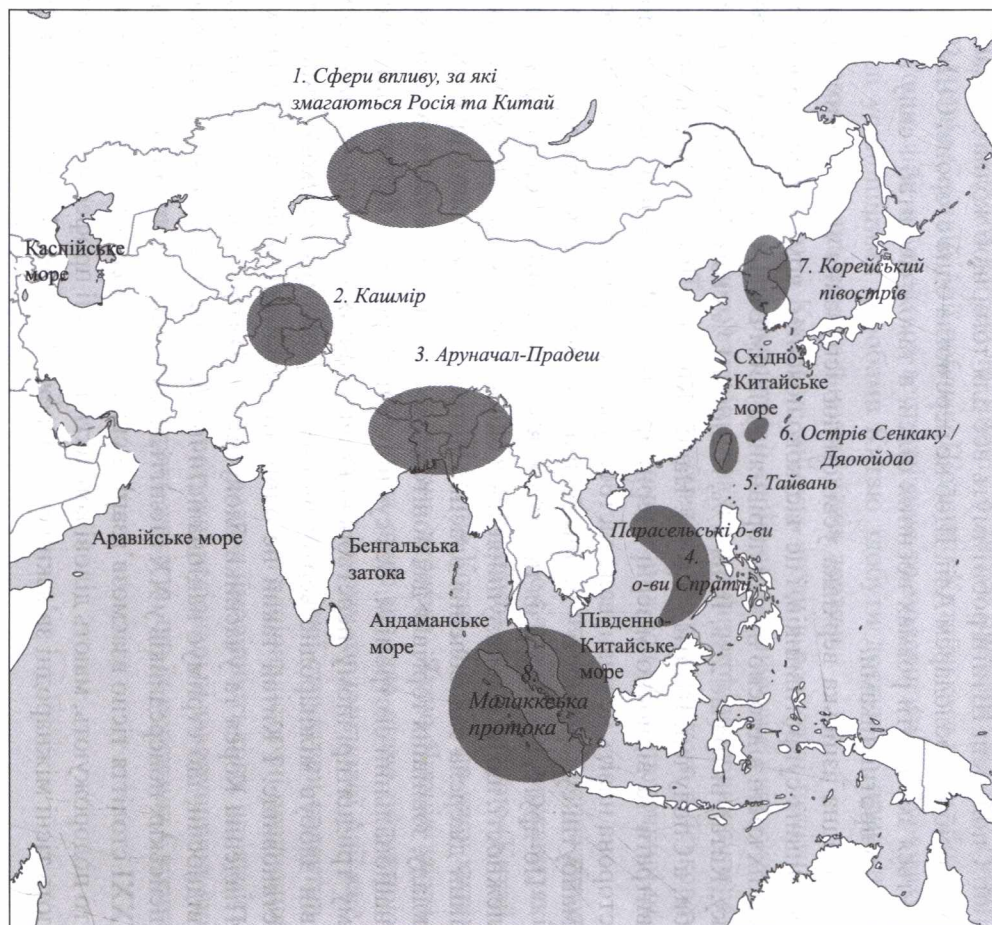 1. Сфери впливу, за які
змагаються Росія та Китай
Каспійське
море
2. Кашмір
7. Корейський
півострів
3. Аруначал-Прадеш
Східно-
Китайське
море
6. Острів Сенкаку /
Дяоюйдао
5. Тайвань
Парасельські о-ви
4.
о-ви Спратлі
Аравійське море
Бенгальська
затока
Андаманське
море
Південно-
Китайське
море
8.
Малаккська
протока